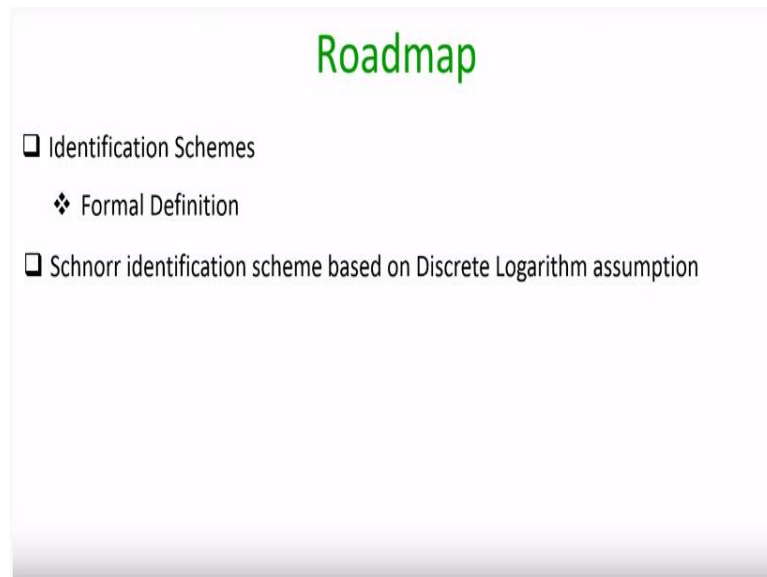 Roadmap
❑ Identification Schemes
❖ Formal Definition
❑ Schnorr identification scheme based on Discrete Logarithm assumption